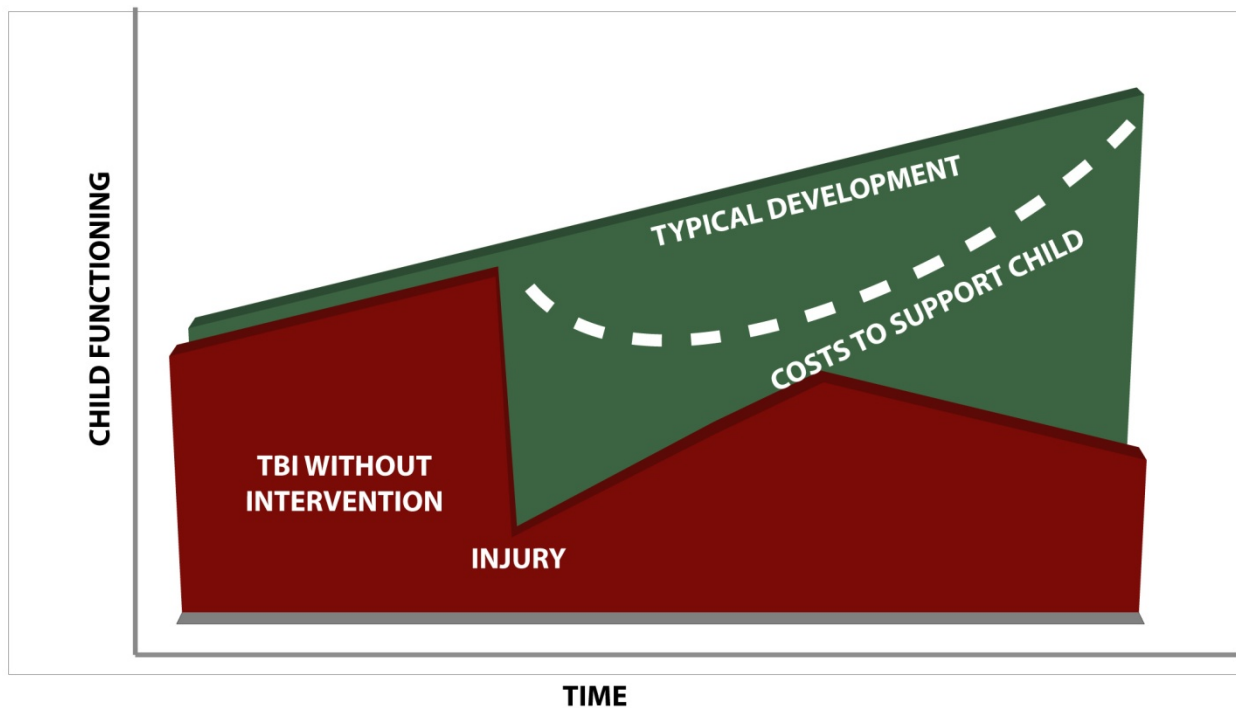 CHILD FUNCTIONING
TYPICAL DEVELOPMENT
COSTS TO SUPPORT CHILD
TBI WITHOUT
INTERVENTION
INJURY
TIME